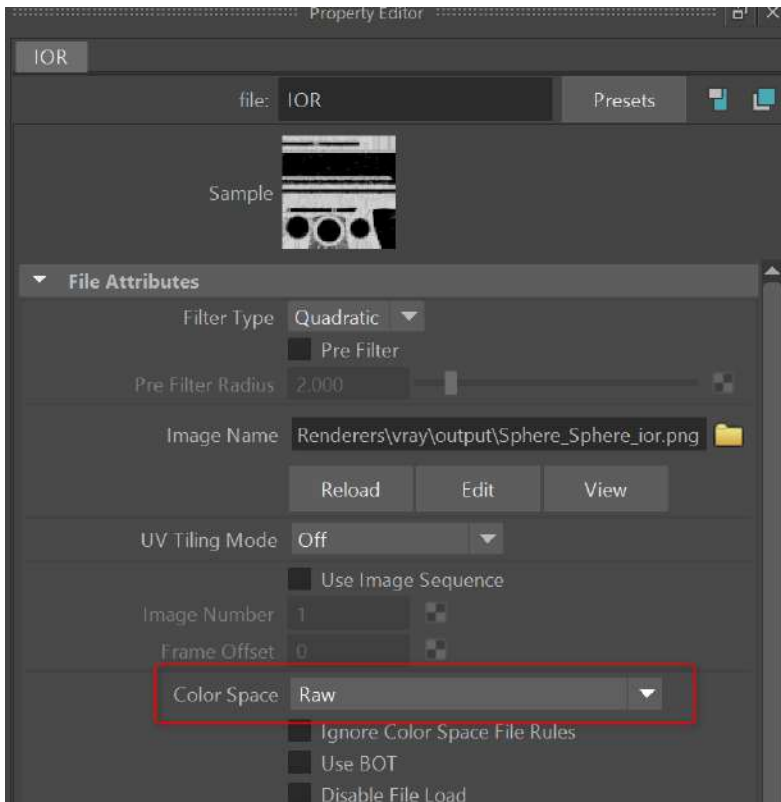 Property Editor
IOR
file: IOR Presets
Sample
File Attributes
Filter Type Quadratic
Pre Filter
Pre Filter Radius 2.000
Image Name Renderers\vray\output\Sphere_Sphere_ior.png
Reload Edit View
UV Tiling Mode Off
Use Image Sequence
Image Number 1
Frame Offset 0
Color Space Raw
Ignore Color Space File Rules
Use BOT
Disable File Load